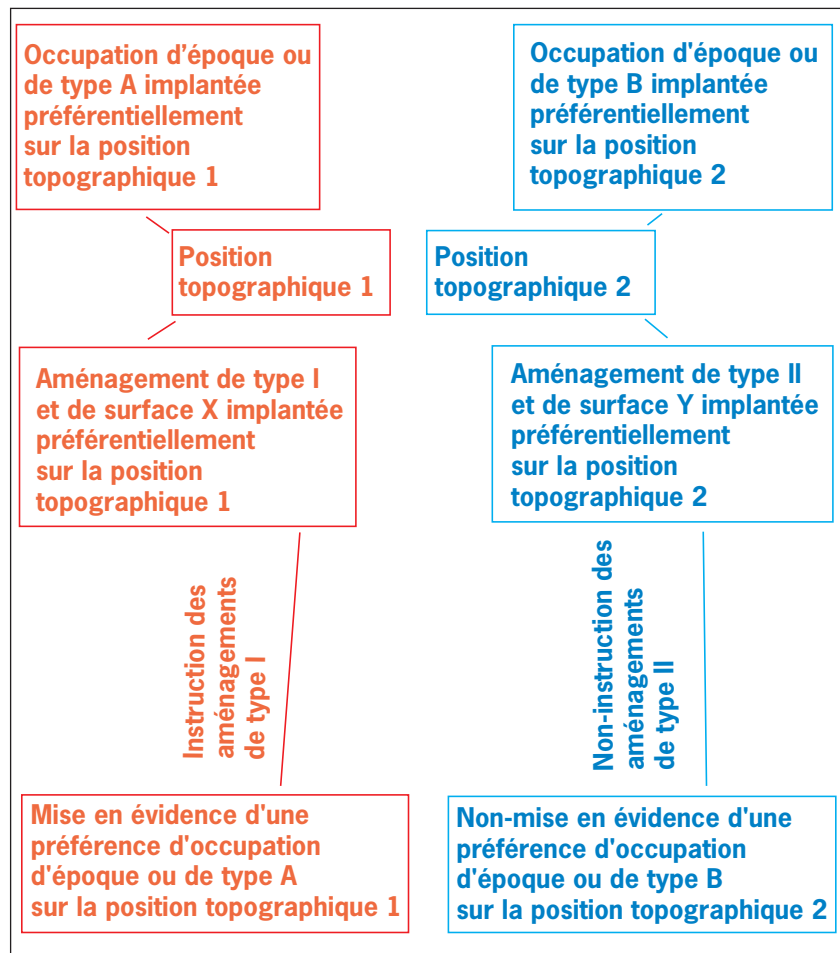 Occupation d’époque ou
de type A implantée
préférentiellement
sur la position
topographique 1
Position
topographique 1
Aménagement de type I
et de surface X implantée
préférentiellement
sur la position
topographique 1
Instruction des
aménagements
de type I
Mise en évidence d'une
préférence d'occupation
d'époque ou de type A
sur la position topographique 1
Occupation d'époque ou
de type B implantée
préférentiellement
sur la position
topographique 2
Position
topographique 2
Aménagement de type II
et de surface Y implantée
préférentiellement
sur la position
topographique 2
Non-instruction des
aménagements
de type II
Non-mise en évidence d'une
préférence d'occupation
d'époque ou de type B
sur la position topographique 2